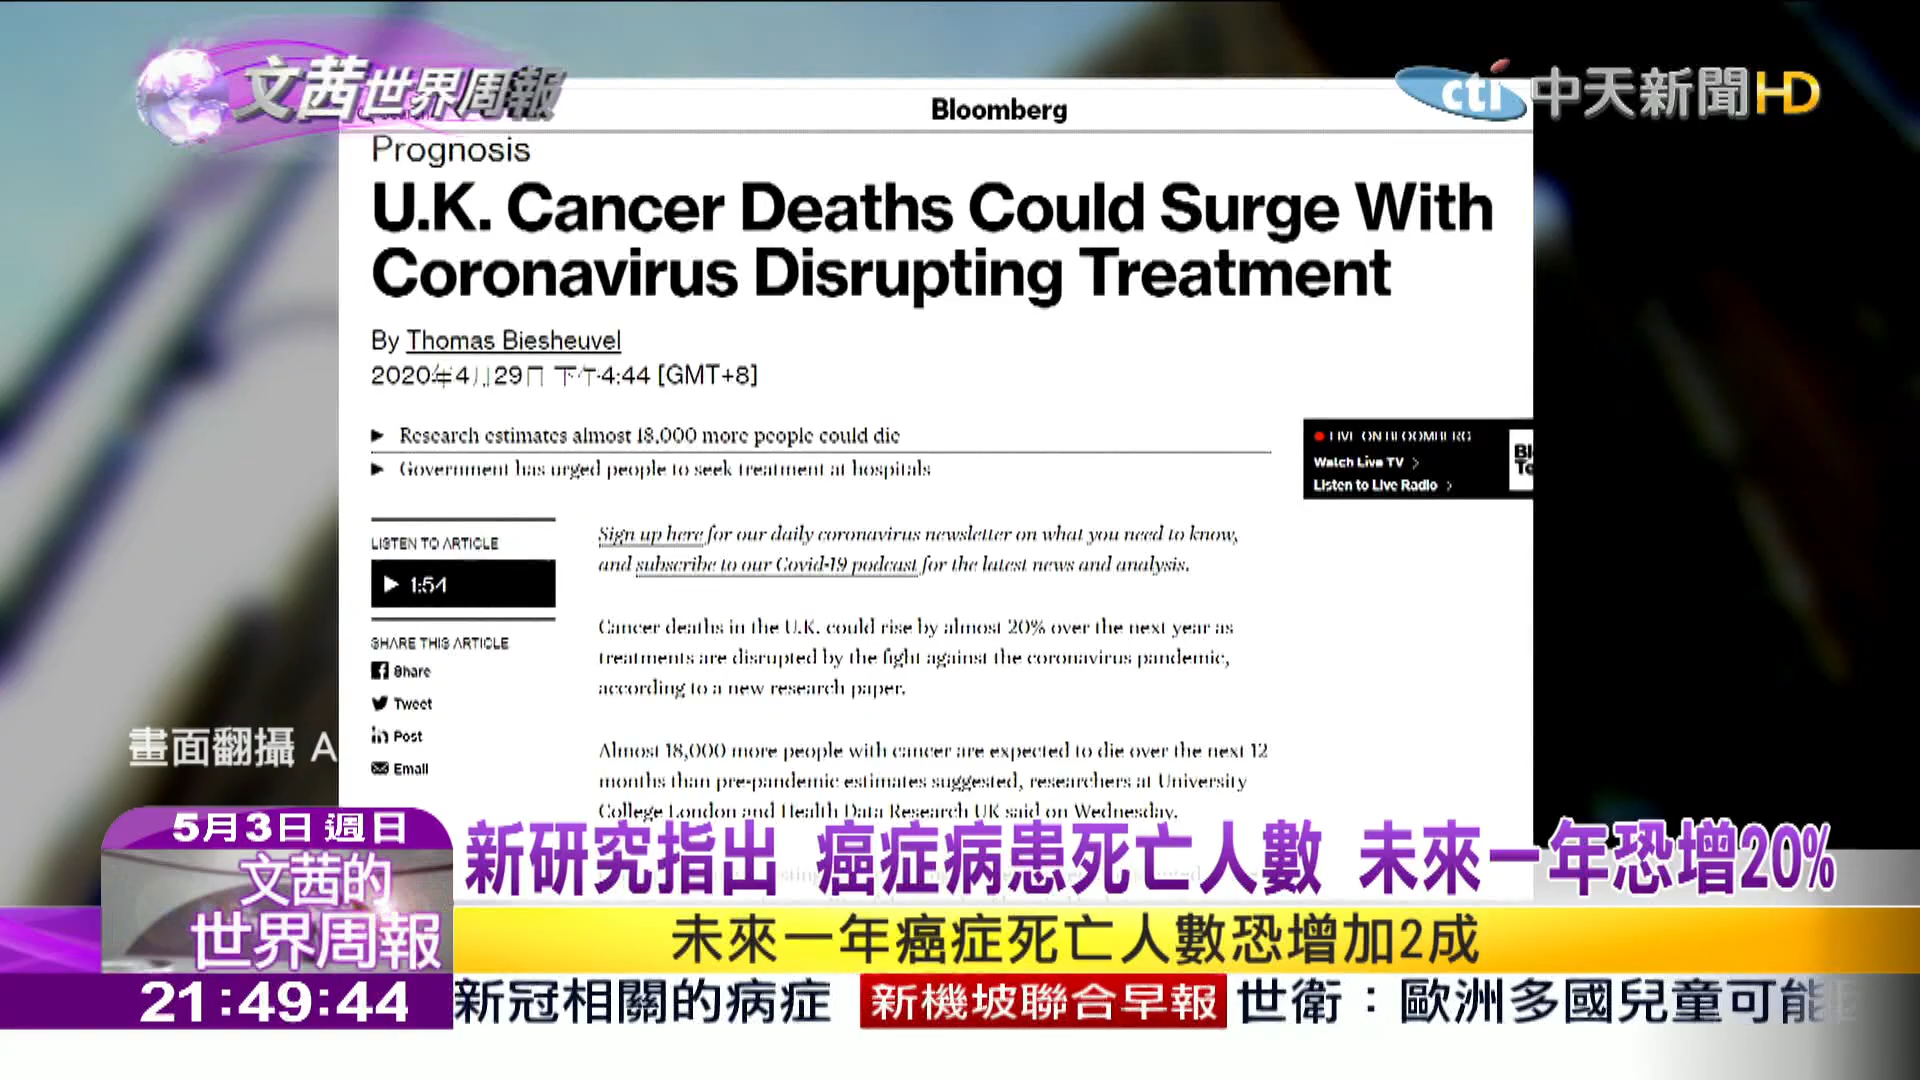 文茜世界周報
cti 中天新聞HD
Bloomberg
Prognosis
U.K. Cancer Deaths Could Surge With
Coronavirus Disrupting Treatment
By Thomas Biesheuvel
2020年4月29日 下午4:44 [GMT+8]
▶ Research estimates almost 18,000 more people could die
▶ Government has urged people to seek treatment at hospitals
LIVE ON BLOOMBERG
Watch Live TV >
Listen to Live Radio >
LISTEN TO ARTICLE
▶ 1:54
SHARE THIS ARTICLE
Share
Tweet
in Post
Email
Sign up here for our daily coronavirus newsletter on what you need to know,
and subscribe to our Covid-19 podcast for the latest news and analysis.
Cancer deaths in the U.K. could rise by almost 20% over the next year as
treatments are disrupted by the fight against the coronavirus pandemic,
according to a new research paper.
Almost 18,000 more people with cancer are expected to die over the next 12
months than pre-pandemic estimates suggested, researchers at University
College London and Health Data Research UK said on Wednesday.
畫面翻攝 A
5月3日 週日
文茜的
世界周報
21:49:44
新研究指出 癌症病患死亡人數 未來一年恐增20%
未來一年癌症死亡人數恐增加2成
新冠相關的病症 新機坡聯合早報 世衛：歐洲多國兒童可能